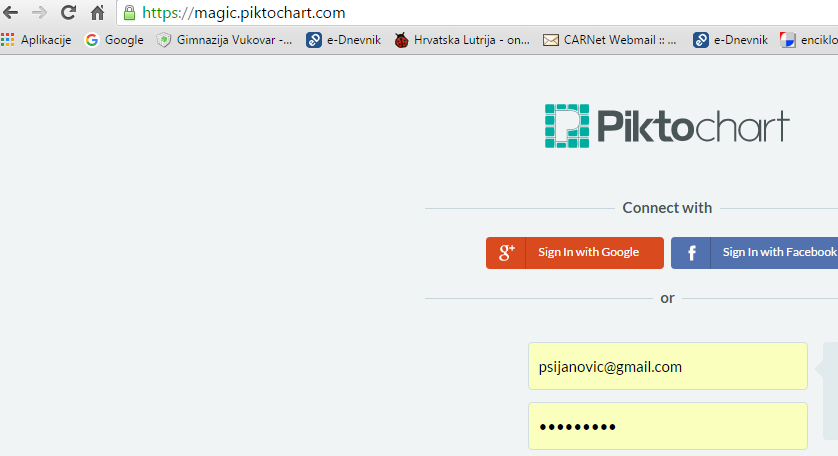 https://magic.piktochart.com
Aplikacije Google Gimnazija Vukovar -... e-Dnevnik Hrvatska Lutrija - on... CARNet Webmail :: ... e-Dnevnik enciklo
Piktochart
Connect with
g+ Sign In with Google f Sign In with Facebook
or
psijanovic@gmail.com
•••••••••